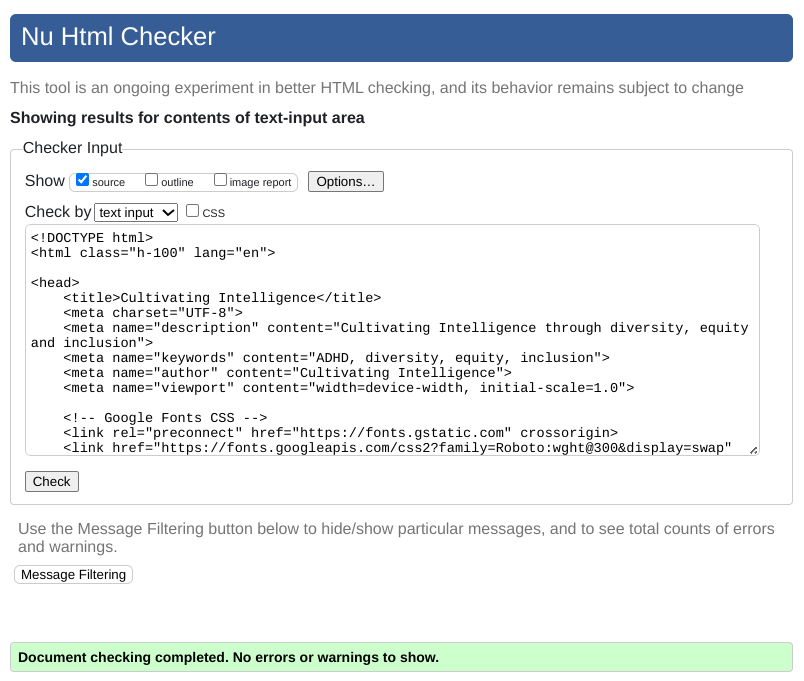 Nu Html Checker
This tool is an ongoing experiment in better HTML checking, and its behavior remains subject to change
Showing results for contents of text-input area
Checker Input
Show source outline image report Options...
Check by text input CSS
<!DOCTYPE html>
<html class="h-100" lang="en">
<head>
    <title>Cultivating Intelligence</title>
    <meta charset="UTF-8">
    <meta name="description" content="Cultivating Intelligence through diversity, equity
and inclusion">
    <meta name="keywords" content="ADHD, diversity, equity, inclusion">
    <meta name="author" content="Cultivating Intelligence">
    <meta name="viewport" content="width=device-width, initial-scale=1.0">
    <!-- Google Fonts CSS -->
    <link rel="preconnect" href="https://fonts.gstatic.com" crossorigin>
    <link href="https://fonts.googleapis.com/css2?family=Roboto:wght@300&display=swap"
Check
Use the Message Filtering button below to hide/show particular messages, and to see total counts of errors
and warnings.
Message Filtering
Document checking completed. No errors or warnings to show.